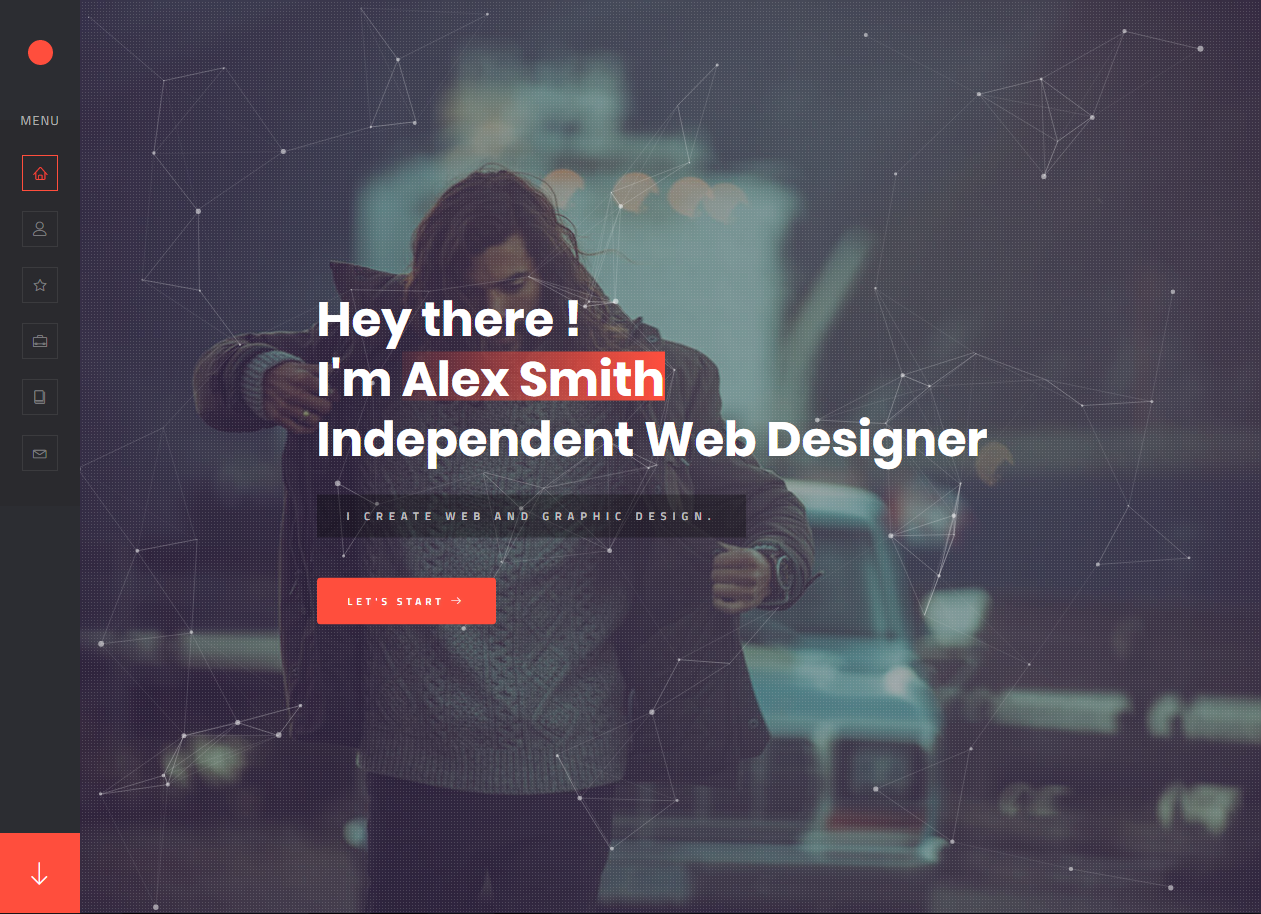 MENU
Hey there !
I'm Alex Smith
Independent Web Designer
I CREATE WEB AND GRAPHIC DESIGN.
LET'S START →